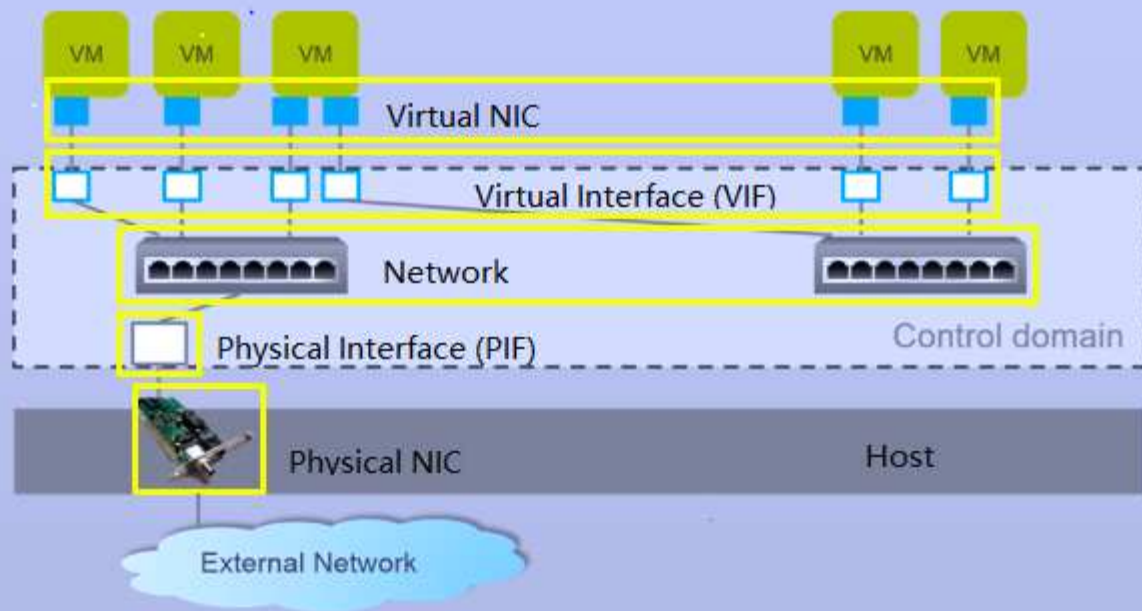 VM VM VM VM VM
Virtual NIC
Virtual Interface (VIF)
Network
Control domain
Physical Interface (PIF)
Physical NIC
Host
External Network